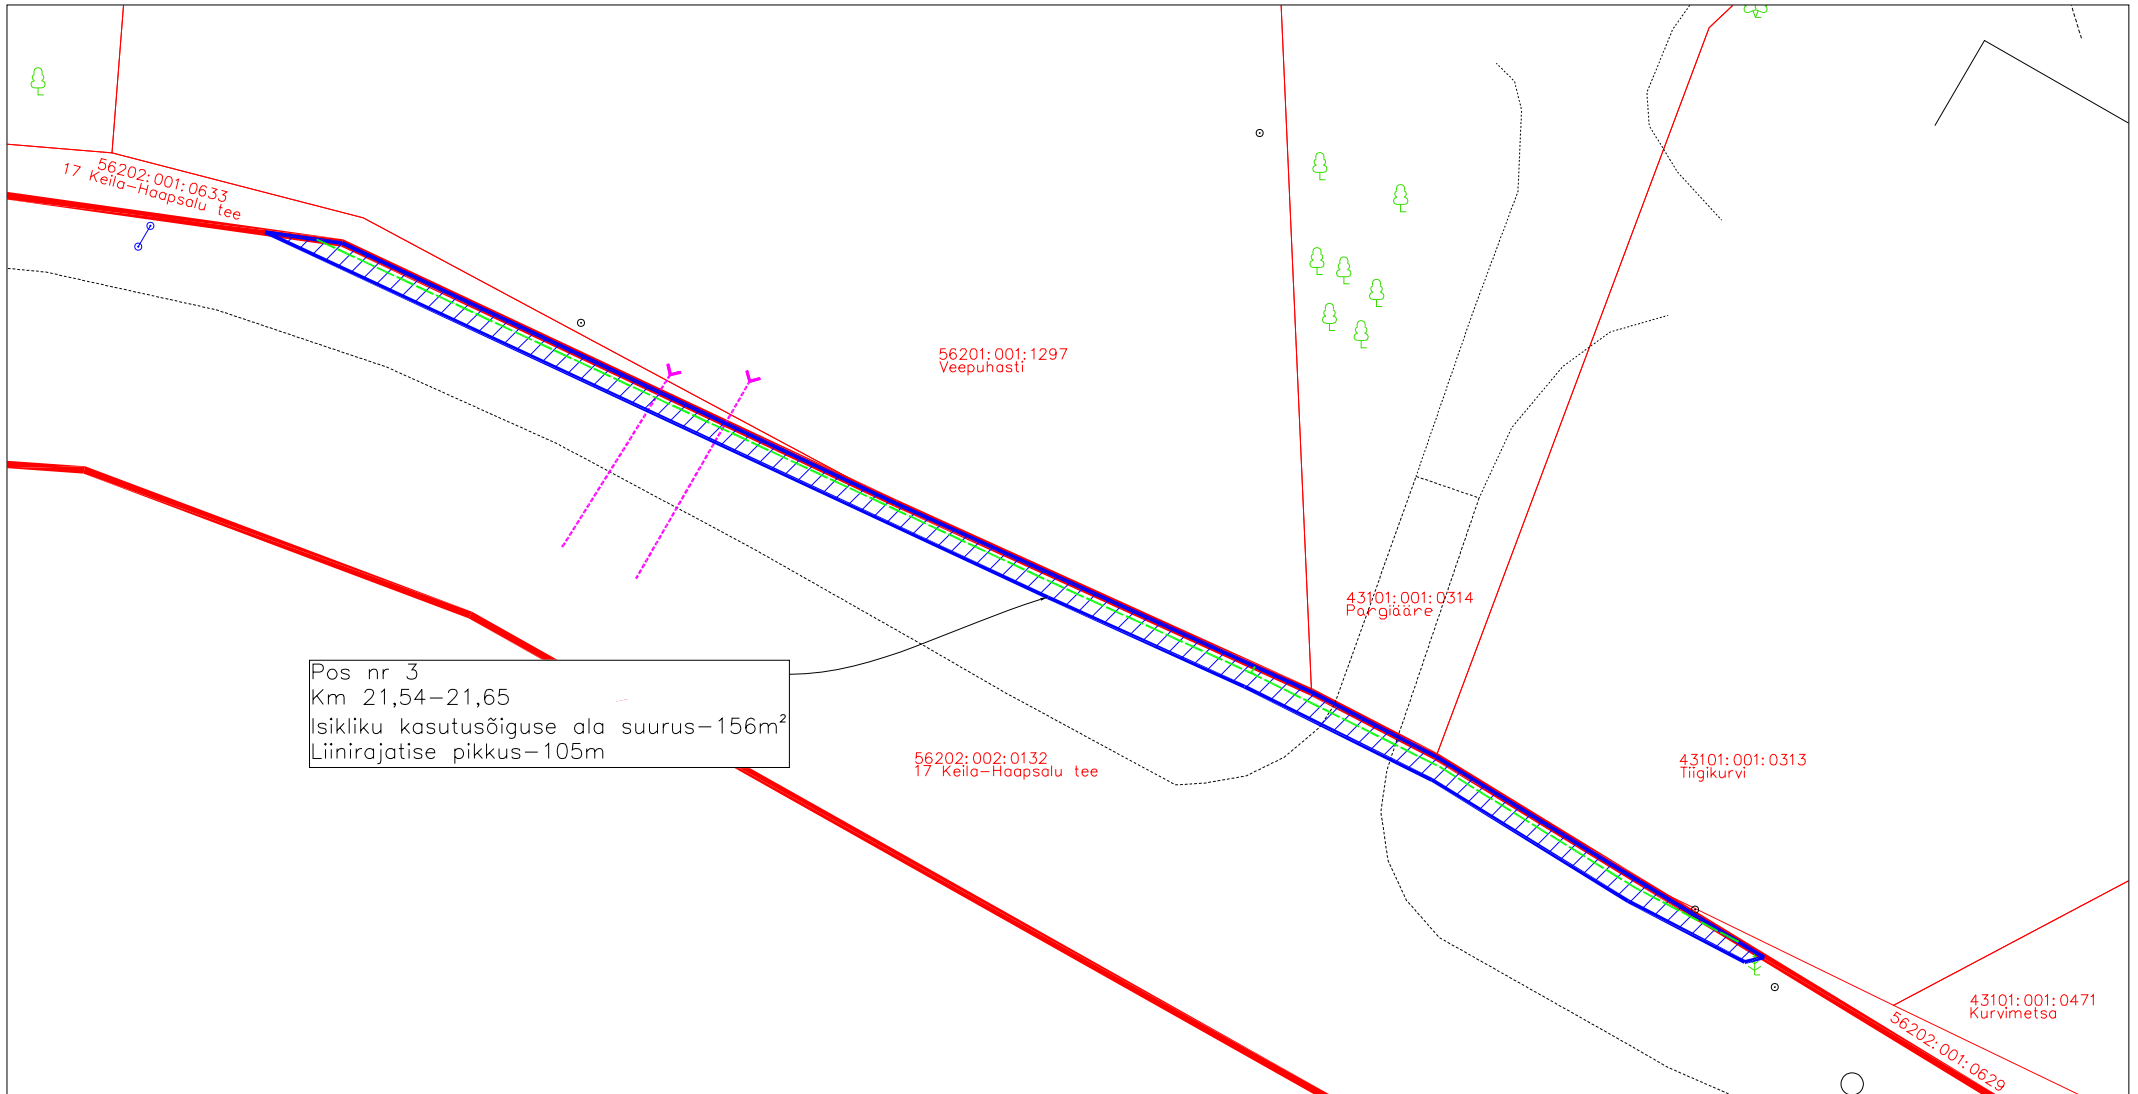 56202:001:0633
17 Keila-Haapsalu tee
56201:001:1297
Veepuhasti
43101:001:0314
Pargiääre
Pos nr 3
Km 21,54-21,65
Isikliku kasutusõiguse ala suurus-156m²
Liinirajatise pikkus-105m
56202:002:0132
17 Keila-Haapsalu tee
43101:001:0313
Tiigikurvi
43101:001:0471
Kurvimetsa
56202:001:0629